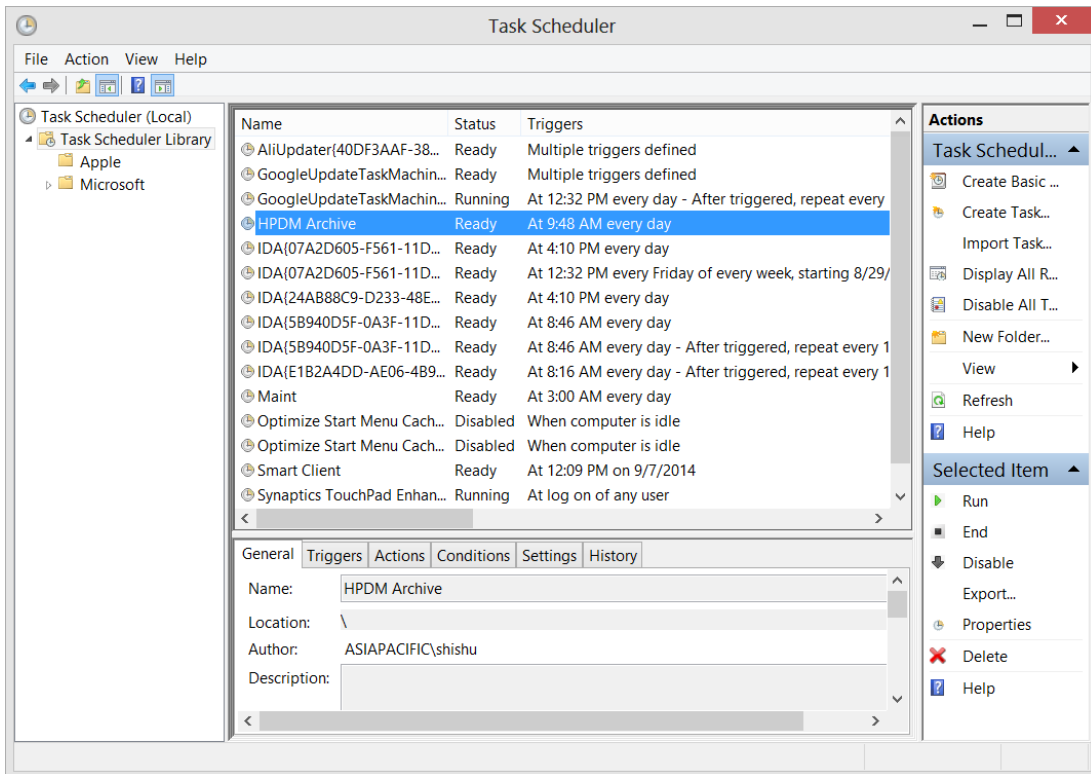 Task Scheduler
File Action View Help
Task Scheduler (Local)
Task Scheduler Library
Apple
Microsoft
Name Status Triggers
AliUpdater{40DF3AAF-38... Ready Multiple triggers defined
GoogleUpdateTaskMachin... Ready Multiple triggers defined
GoogleUpdateTaskMachin... Running At 12:32 PM every day - After triggered, repeat every
HPDM Archive Ready At 9:48 AM every day
IDA{07A2D605-F561-11D... Ready At 4:10 PM every day
IDA{07A2D605-F561-11D... Ready At 12:32 PM every Friday of every week, starting 8/29/
IDA{24AB88C9-D233-48E... Ready At 4:10 PM every day
IDA{5B940D5F-0A3F-11D... Ready At 8:46 AM every day
IDA{5B940D5F-0A3F-11D... Ready At 8:46 AM every day - After triggered, repeat every 1
IDA{E1B2A4DD-AE06-4B9... Ready At 8:16 AM every day - After triggered, repeat every 1
Maint Ready At 3:00 AM every day
Optimize Start Menu Cach... Disabled When computer is idle
Optimize Start Menu Cach... Disabled When computer is idle
Smart Client Ready At 12:09 PM on 9/7/2014
Synaptics TouchPad Enhan... Running At log on of any user
General Triggers Actions Conditions Settings History
Name: HPDM Archive
Location: \
Author: ASIAPACIFIC\shishu
Description:
Actions
Task Schedul...
Create Basic ...
Create Task...
Import Task...
Display All R...
Disable All T...
New Folder...
View
Refresh
Help
Selected Item
Run
End
Disable
Export...
Properties
Delete
Help